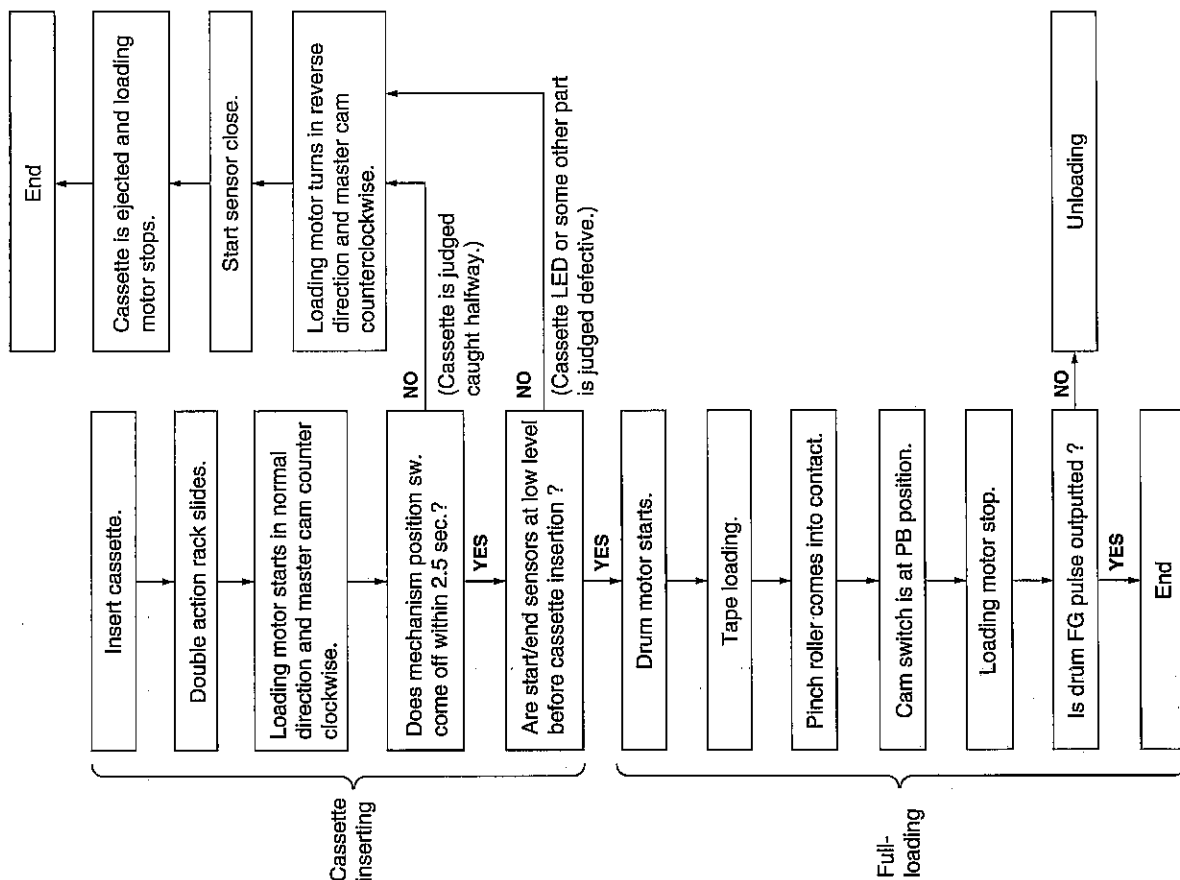 Cassette
inserting
Insert cassette.
Double action rack slides.
Loading motor starts in normal
direction and master cam counter
clockwise.
Does mechanism position sw.
come off within 2.5 sec.?
NO
(Cassette is judged
caught halfway.)
YES
Are start/end sensors at low level
before cassette insertion ?
NO
(Cassette LED or some other part
is judged defective.)
YES
Loading motor turns in reverse
direction and master cam
counterclockwise.
Start sensor close.
Cassette is ejected and loading
motor stops.
End
Full-
loading
Drum motor starts.
Tape loading.
Pinch roller comes into contact.
Cam switch is at PB position.
Loading motor stop.
Is drum FG pulse outputted ?
NO
Unloading
YES
End